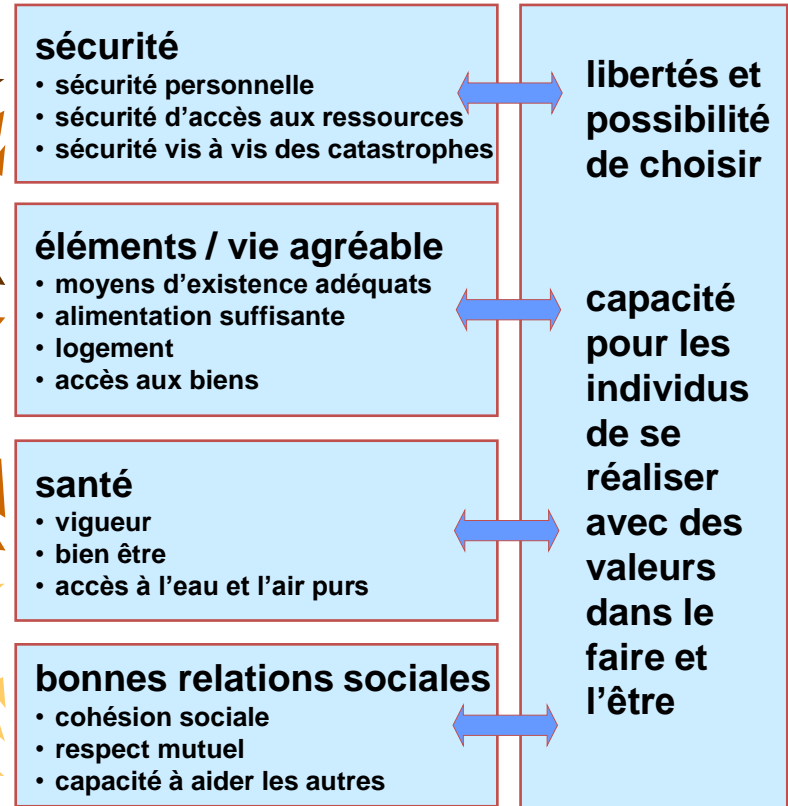 sécurité
• sécurité personnelle
• sécurité d'accès aux ressources
• sécurité vis à vis des catastrophes
éléments / vie agréable
• moyens d'existence adéquats
• alimentation suffisante
• logement
• accès aux biens
santé
• vigueur
• bien être
• accès à l'eau et l'air purs
bonnes relations sociales
• cohésion sociale
• respect mutuel
• capacité à aider les autres
libertés et
possibilité
de choisir
capacité
pour les
individus
de se
réaliser
avec des
valeurs
dans le
faire et
l'être